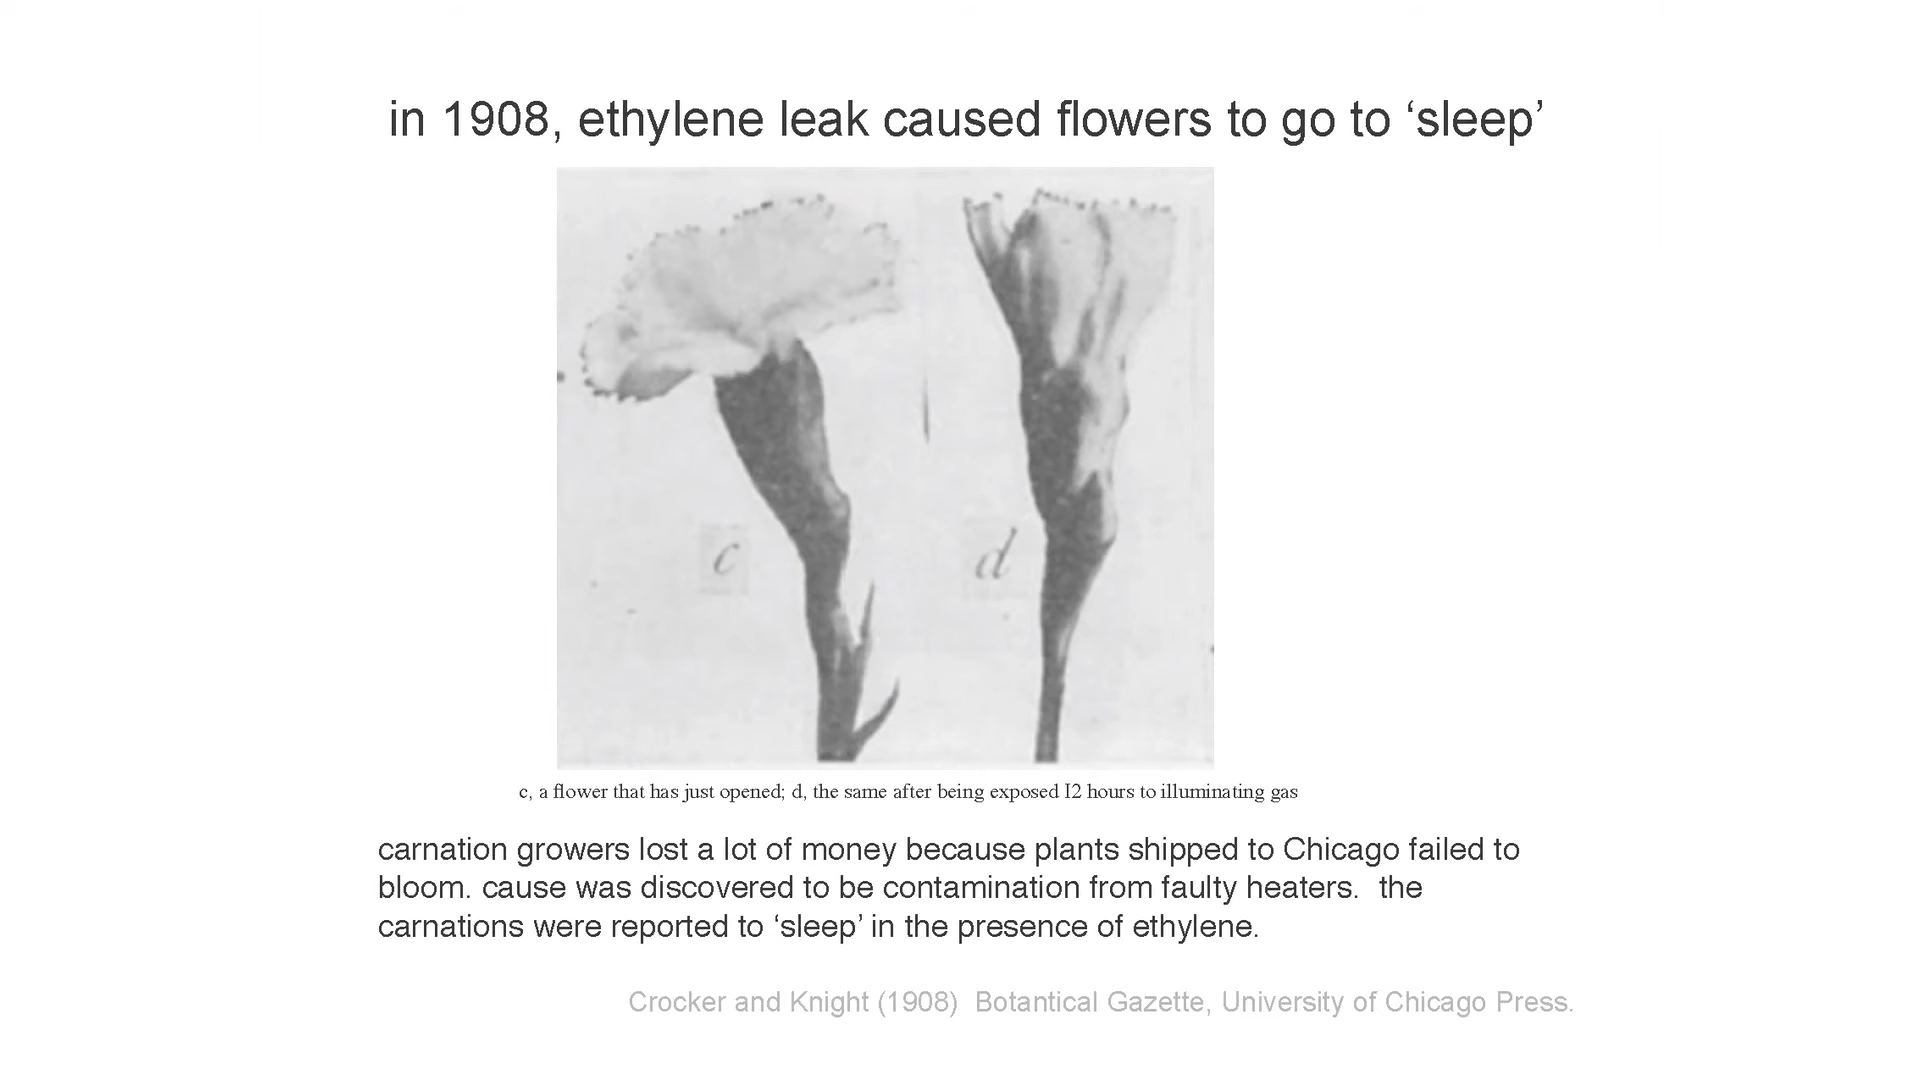 in 1908, ethylene leak caused flowers to go to ‘sleep’
c
d
c, a flower that has just opened; d, the same after being exposed I2 hours to illuminating gas
carnation growers lost a lot of money because plants shipped to Chicago failed to
bloom. cause was discovered to be contamination from faulty heaters.  the
carnations were reported to ‘sleep’ in the presence of ethylene.
Crocker and Knight (1908)  Botantical Gazette, University of Chicago Press.